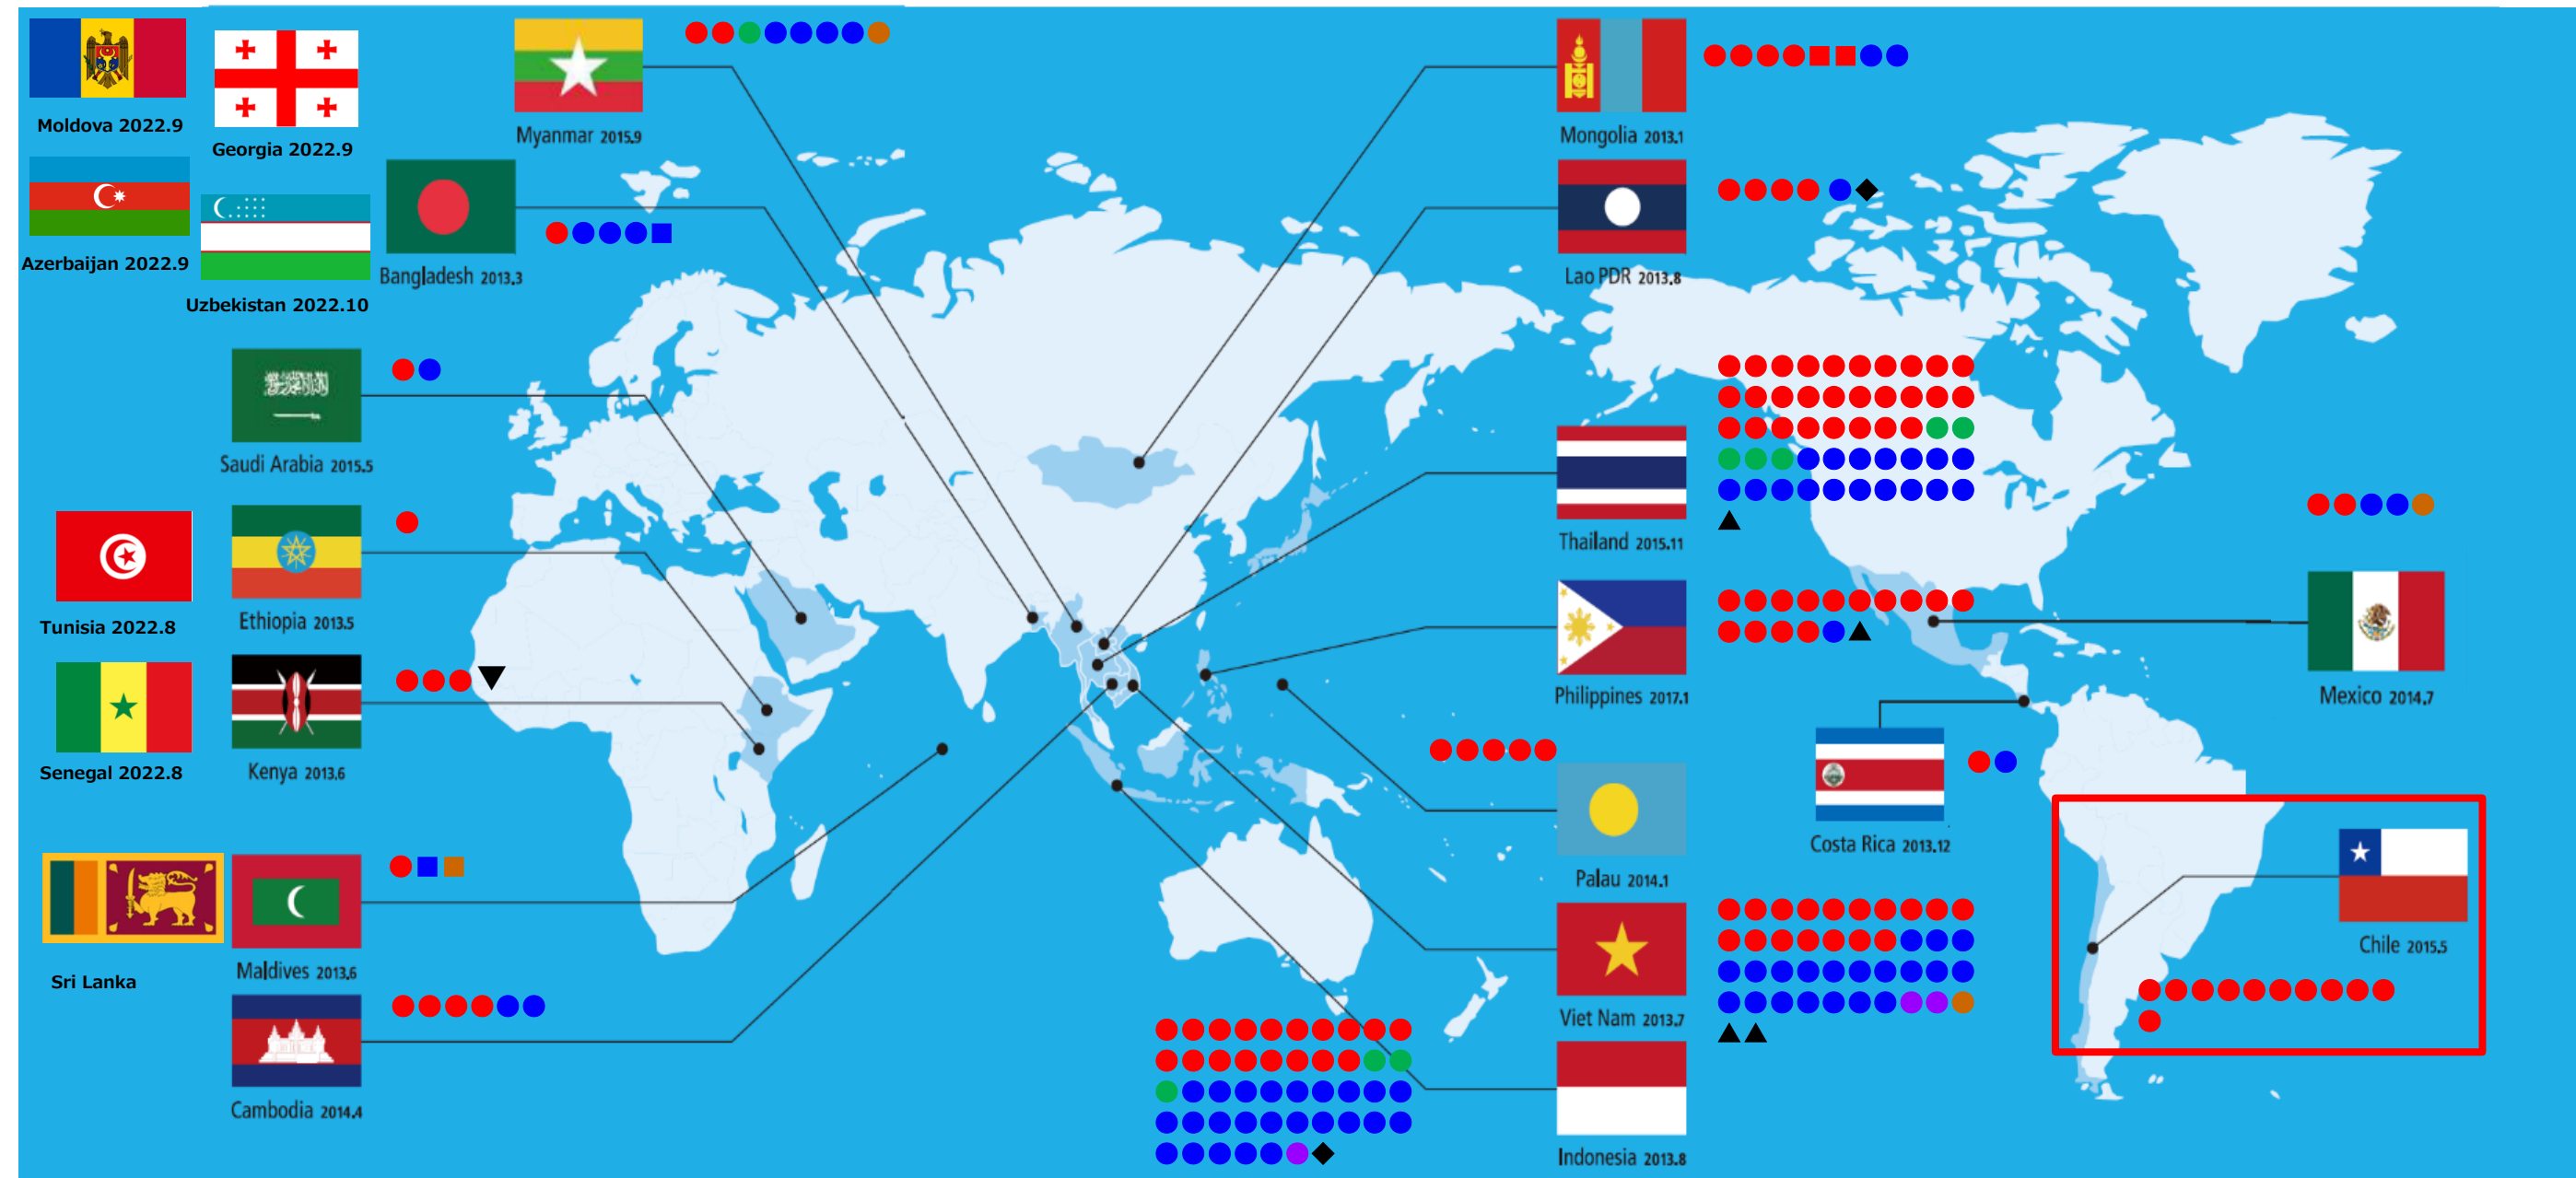 Moldova 2022.9
Georgia 2022.9
Myanmar 2015.9
Mongolia 2013.1
Azerbaijan 2022.9
Uzbekistan 2022.10
Bangladesh 2013.3
Lao PDR 2013.8
Saudi Arabia 2015.5
Thailand 2015.11
Tunisia 2022.8
Ethiopia 2013.5
Philippines 2017.1
Mexico 2014.7
Senegal 2022.8
Kenya 2013.6
Costa Rica 2013.12
Palau 2014.1
Chile 2015.5
Sri Lanka
Maldives 2013.6
Viet Nam 2013.7
Cambodia 2014.4
Indonesia 2013.8